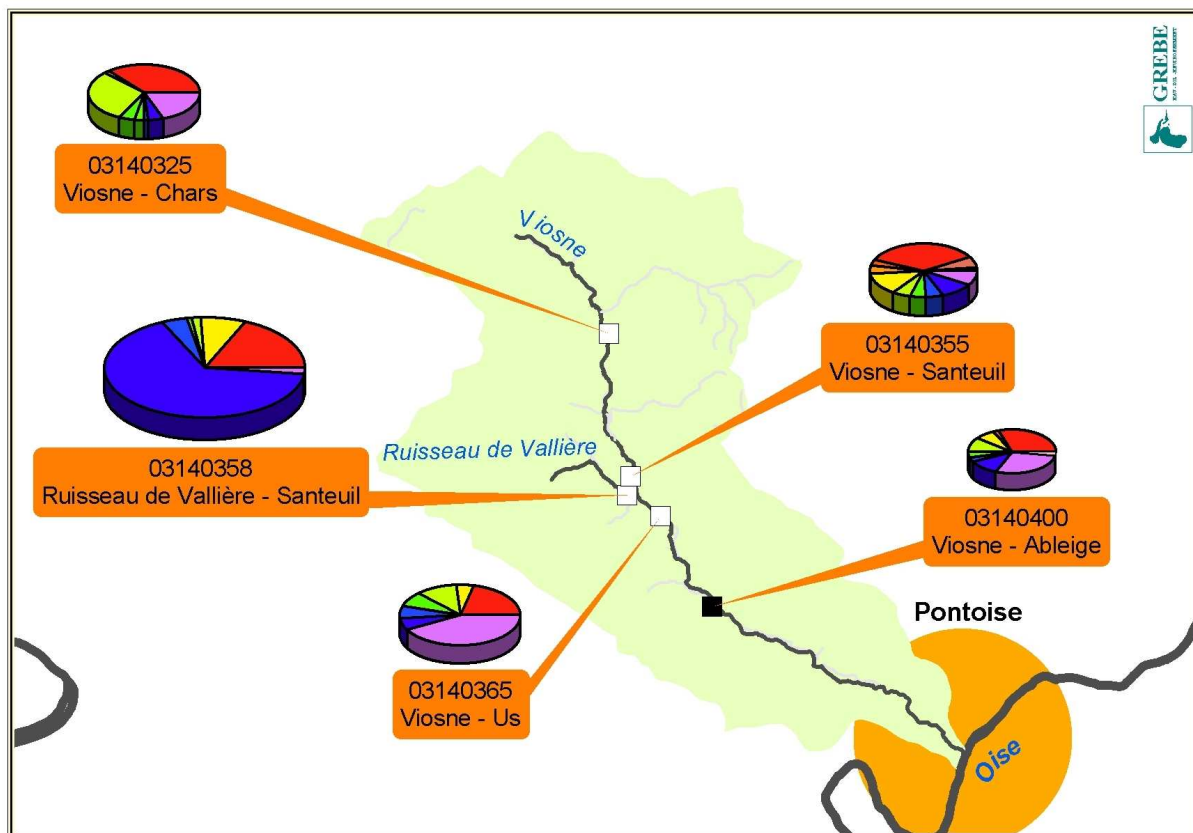 GREBE
03140325
Viosne - Chars
Viosne
03140355
Viosne - Santeuil
Ruisseau de Vallière
03140358
Ruisseau de Vallière - Santeuil
03140400
Viosne - Ableige
Pontoise
03140365
Viosne - Us
Oise